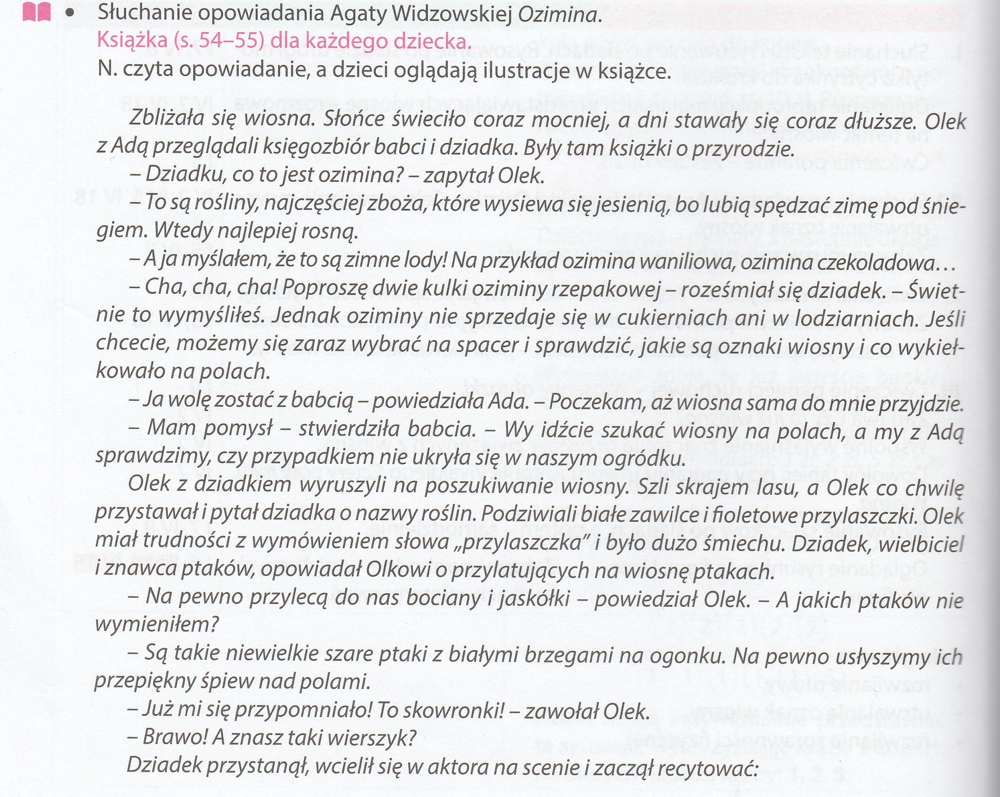 • Słuchanie opowiadania Agaty Widzowskiej Ozimina.
Książka (s. 54–55) dla każdego dziecka.
N. czyta opowiadanie, a dzieci oglądają ilustracje w książce.
Zbliżała się wiosna. Słońce świeciło coraz mocniej, a dni stawały się coraz dłuższe. Olek
z Adą przeglądali księgozbiór babci i dziadka. Były tam książki o przyrodzie.
– Dziadku, co to jest ozimina? – zapytał Olek.
– To są rośliny, najczęściej zboża, które wysiewa się jesienią, bo lubią spędzać zimę pod śnie-
giem. Wtedy najlepiej rosną.
– A ja myślałem, że to są zimne lody! Na przykład ozimina waniliowa, ozimina czekoladowa…
– Cha, cha, cha! Poproszę dwie kulki oziminy rzepakowej – roześmiał się dziadek. – Świet-
nie to wymyśliłeś. Jednak oziminy nie sprzedaje się w cukierniach ani w lodziarniach. Jeśli
chcecie, możemy się zaraz wybrać na spacer i sprawdzić, jakie są oznaki wiosny i co wykieł-
kowało na polach.
– Ja wolę zostać z babcią – powiedziała Ada. – Poczekam, aż wiosna sama do mnie przyjdzie.
– Mam pomysł – stwierdziła babcia. – Wy idźcie szukać wiosny na polach, a my z Adą
sprawdzimy, czy przypadkiem nie ukryła się w naszym ogródku.
Olek z dziadkiem wyruszyli na poszukiwanie wiosny. Szli skrajem lasu, a Olek co chwilę
przystawał i pytał dziadka o nazwy roślin. Podziwiali białe zawilce i fioletowe przylaszczki. Olek
miał trudności z wymówieniem słowa „przylaszczka” i było dużo śmiechu. Dziadek, wielbiciel
i znawca ptaków, opowiadał Olkowi o przylatujących na wiosnę ptakach.
– Na pewno przylecą do nas bociany i jaskółki – powiedział Olek. – A jakich ptaków nie
wymieniłem?
– Są takie niewielkie szare ptaki z białymi brzegami na ogonku. Na pewno usłyszymy ich
przepiękny śpiew nad polami.
– Już mi się przypomniało! To skowronki! – zawołał Olek.
– Brawo! A znasz taki wierszyk?
Dziadek przystanął, wcielił się w aktora na scenie i zaczął recytować: